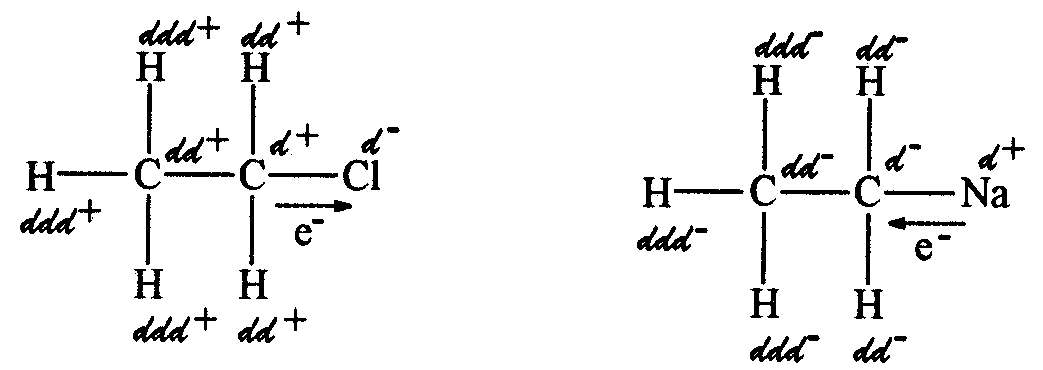 ddd⁺ dd⁺ ddd⁻ dd⁻
H H H H
dd⁺ d⁺ d⁻ dd⁻ d⁻ d⁺
H C C Cl H C C Na
ddd⁺ e⁻ ddd⁻ e⁻
H H H H
ddd⁺ dd⁺ ddd⁻ dd⁻